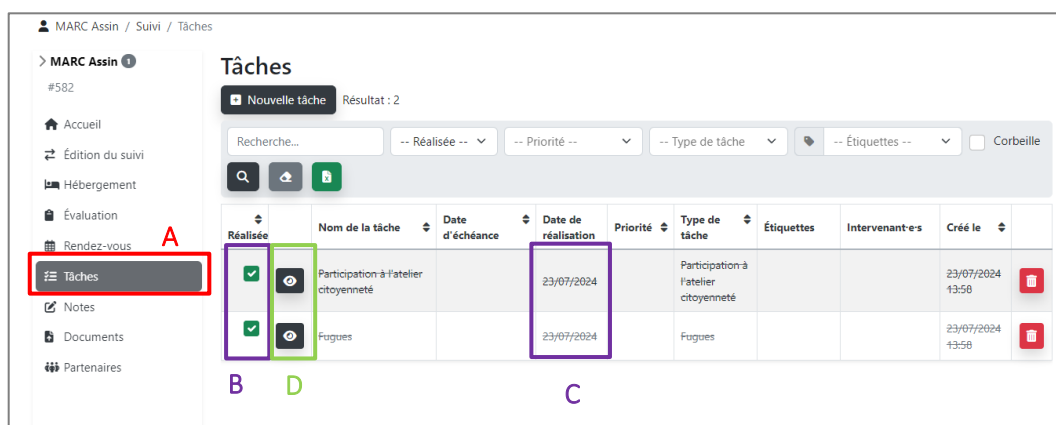 MARC Assin / Suivi / Tâches
MARC Assin 1
#582
Accueil
Édition du suivi
Hébergement
Évaluation
Rendez-vous
A
Tâches
Notes
Documents
Partenaires
Tâches
Nouvelle tâche Résultat : 2
Recherche... -- Réalisée -- -- Priorité -- -- Type de tâche -- Étiquettes -- Corbeille
Réalisée Nom de la tâche Date d'échéance Date de réalisation Priorité Type de tâche Étiquettes Intervenant·e·s Créé le
Participation à l'atelier citoyenneté 23/07/2024 Participation à l'atelier citoyenneté 23/07/2024 13:58
Fugues 23/07/2024 Fugues 23/07/2024 13:58
B D C